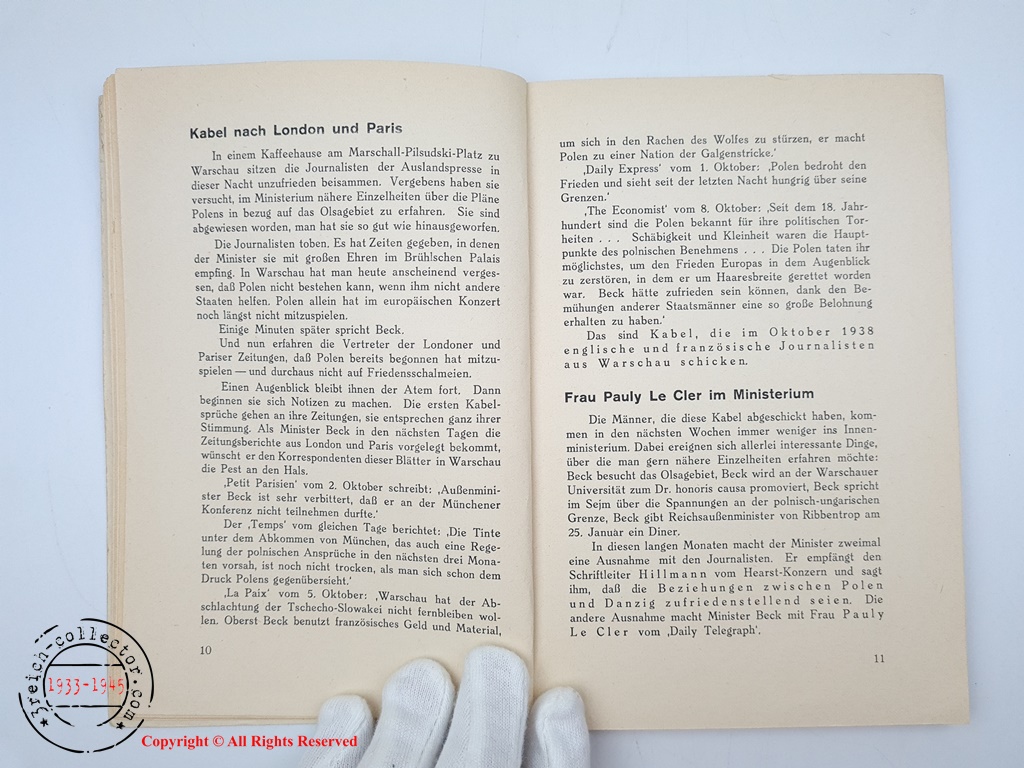 Kabel nach London und Paris
In einem Kaffeehause am Marschall-Pilsudski-Platz zu
Warschau sitzen die Journalisten der Auslandspresse in
dieser Nacht unzufrieden beisammen. Vergebens haben sie
versucht, im Ministerium nähere Einzelheiten über die Pläne
Polens in bezug auf das Olsagebiet zu erfahren. Sie sind
abgewiesen worden, man hat sie so gut wie hinausgeworfen.
Die Journalisten toben. Es hat Zeiten gegeben, in denen
der Minister sie mit großen Ehren im Brühlschen Palais
empfing. In Warschau hat man heute anscheinend verges-
sen, daß Polen nicht bestehen kann, wenn ihm nicht andere
Staaten helfen. Polen allein hat im europäischen Konzert
noch längst nicht mitzuspielen.
Einige Minuten später spricht Beck.
Und nun erfahren die Vertreter der Londoner und
Pariser Zeitungen, daß Polen bereits begonnen hat mitzu-
spielen — und durchaus nicht auf Friedensschalmeien.
Einen Augenblick bleibt ihnen der Atem fort. Dann
beginnen sie sich Notizen zu machen. Die ersten Kabel-
sprüche gehen an ihre Zeitungen, sie entsprechen ganz ihrer
Stimmung. Als Minister Beck in den nächsten Tagen die
Zeitungsberichte aus London und Paris vorgelegt bekommt,
wünscht er den Korrespondenten dieser Blätter in Warschau
die Pest an den Hals.
‚Petit Parisien‘ vom 2. Oktober schreibt: ‚Außenmini-
ster Beck ist sehr verbittert, daß er an der Münchener
Konferenz nicht teilnehmen durfte.‘
Der ‚Temps‘ vom gleichen Tage berichtet: ‚Die Tinte
unter dem Abkommen von München, das auch eine Rege-
lung der polnischen Ansprüche in den nächsten drei Mona-
ten vorsah, ist noch nicht trocken, als man sich schon dem
Druck Polens gegenübersieht.‘
‚La Paix‘ vom 5. Oktober: ‚Warschau hat der Ab-
schlachtung der Tschecho-Slowakei nicht fernbleiben wol-
len. Oberst Beck benutzt französisches Geld und Material,
10
um sich in den Rachen des Wolfes zu stürzen, er macht
Polen zu einer Nation der Galgenstricke.‘
‚Daily Express‘ vom 1. Oktober: ‚Polen bedroht den
Frieden und sieht seit der letzten Nacht hungrig über seine
Grenzen.‘
‚The Economist‘ vom 8. Oktober: ‚Seit dem 18. Jahr-
hundert sind die Polen bekannt für ihre politischen Tor-
heiten . . . Schäbigkeit und Kleinheit waren die Haupt-
punkte des polnischen Benehmens . . . Die Polen taten ihr
möglichstes, um den Frieden Europas in dem Augenblick
zu zerstören, in dem er um Haaresbreite gerettet worden
war. Beck hätte zufrieden sein können, dank den Be-
mühungen anderer Staatsmänner eine so große Belohnung
erhalten zu haben.‘
Das sind Kabel, die im Oktober 1938
englische und französische Journalisten
aus Warschau schicken.
Frau Pauly Le Cler im Ministerium
Die Männer, die diese Kabel abgeschickt haben, kom-
men in den nächsten Wochen immer weniger ins Innen-
ministerium. Dabei ereignen sich allerlei interessante Dinge,
über die man gern nähere Einzelheiten erfahren möchte:
Beck besucht das Olsagebiet, Beck wird an der Warschauer
Universität zum Dr. honoris causa promoviert, Beck spricht
im Sejm über die Spannungen an der polnisch-ungarischen
Grenze, Beck gibt Reichsaußenminister von Ribbentrop am
25. Januar ein Diner.
In diesen langen Monaten macht der Minister zweimal
eine Ausnahme mit den Journalisten. Er empfängt den
Schriftleiter Hillmann vom Hearst-Konzern und sagt
ihm, daß die Beziehungen zwischen Polen
und Danzig zufriedenstellend seien. Die
andere Ausnahme macht Minister Beck mit Frau Pauly
Le Cler vom ‚Daily Telegraph‘.
11
3reich-collector.com
1933-1945
Copyright © All Rights Reserved